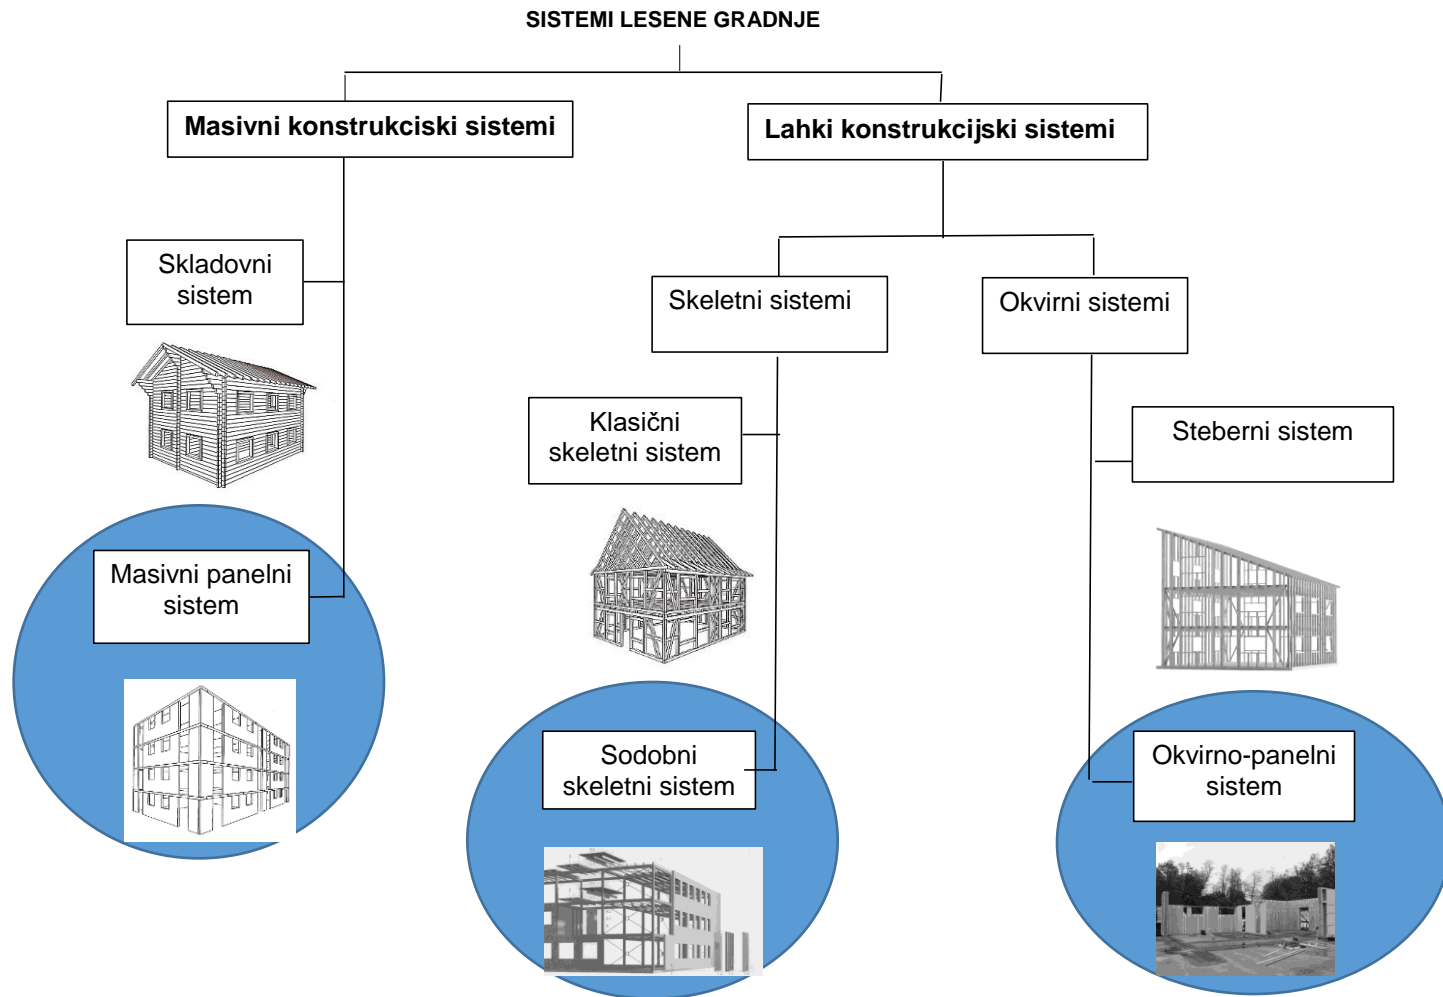 SISTEMI LESENE GRADNJE
Masivni konstrukciski sistemi
Lahki konstrukcijski sistemi
Skladovni
sistem
Skeletni sistemi
Okvirni sistemi
Klasični
skeletni sistem
Steberni sistem
Masivni panelni
sistem
Sodobni
skeletni sistem
Okvirno-panelni
sistem